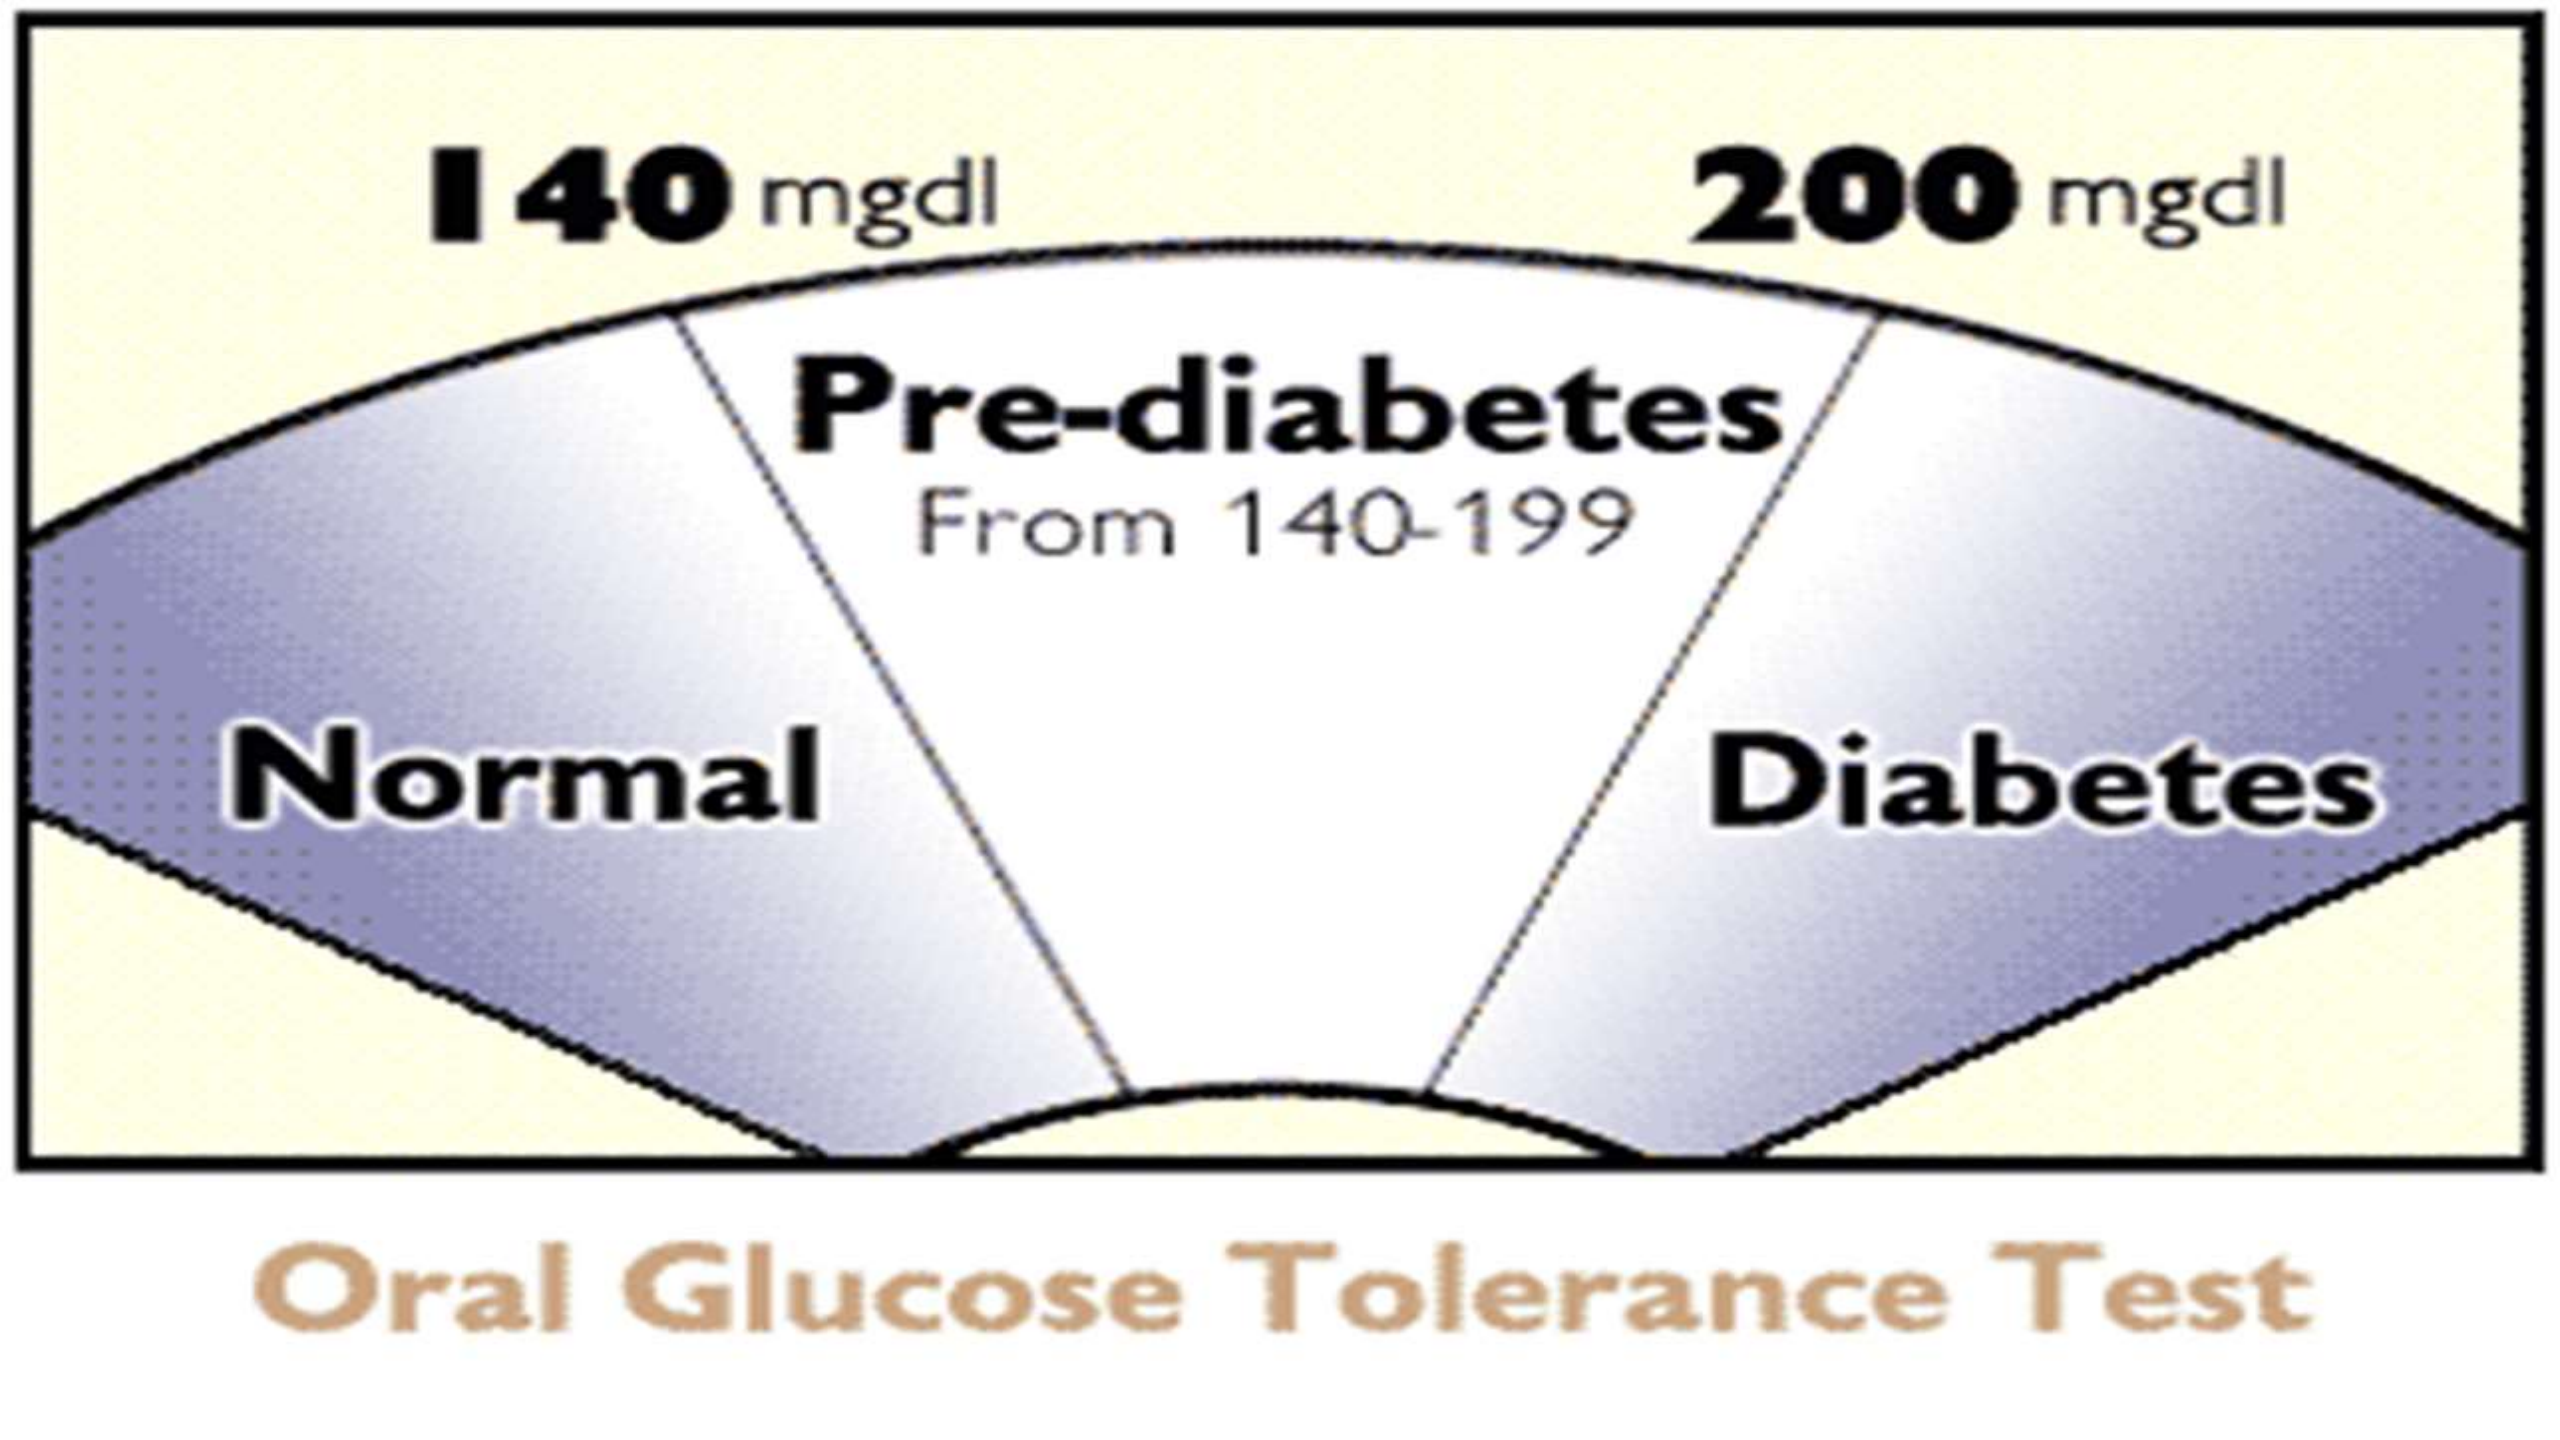 140 mgdl
200 mgdl
Pre-diabetes
From 140-199
Normal
Diabetes
Oral Glucose Tolerance Test